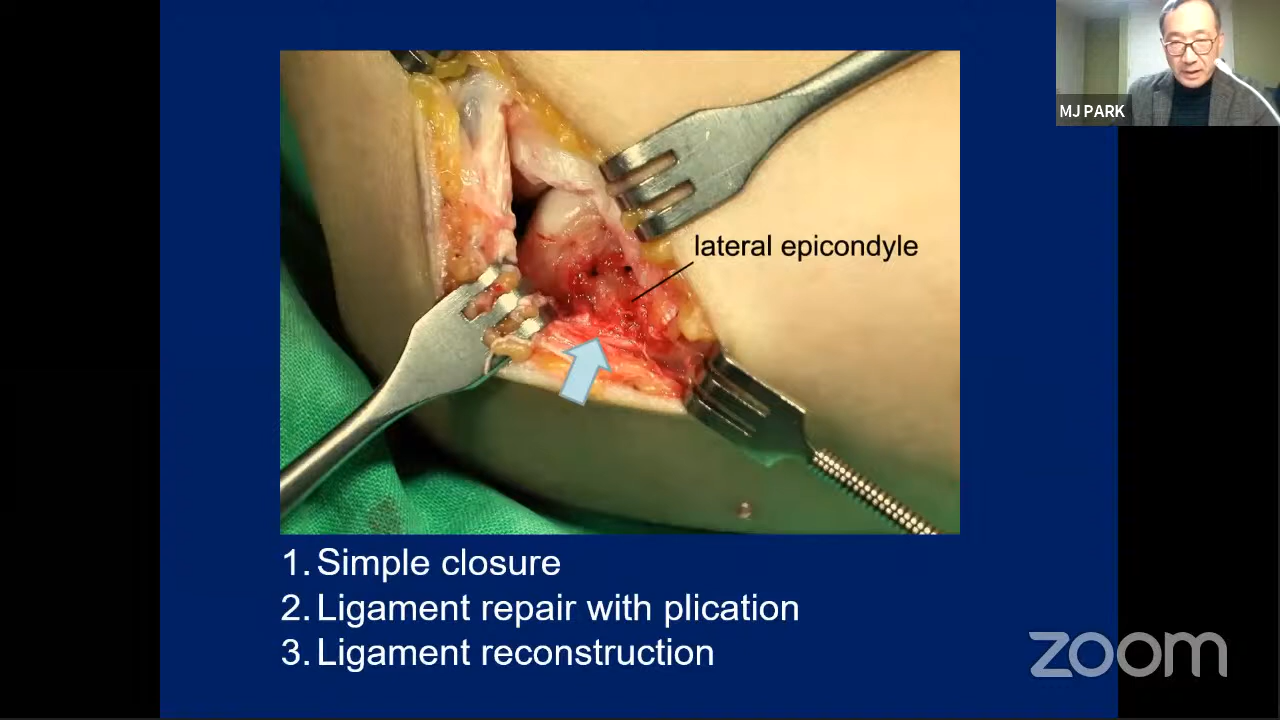 MJ PARK
lateral epicondyle
1. Simple closure
2. Ligament repair with plication
3. Ligament reconstruction
zoom